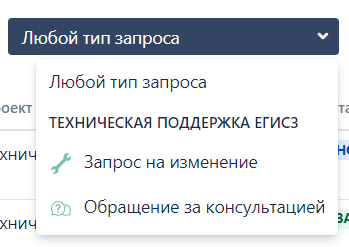 Любой тип запроса
Любой тип запроса
ТЕХНИЧЕСКАЯ ПОДДЕРЖКА ЕГИСЗ
Запрос на изменение
Обращение за консультацией